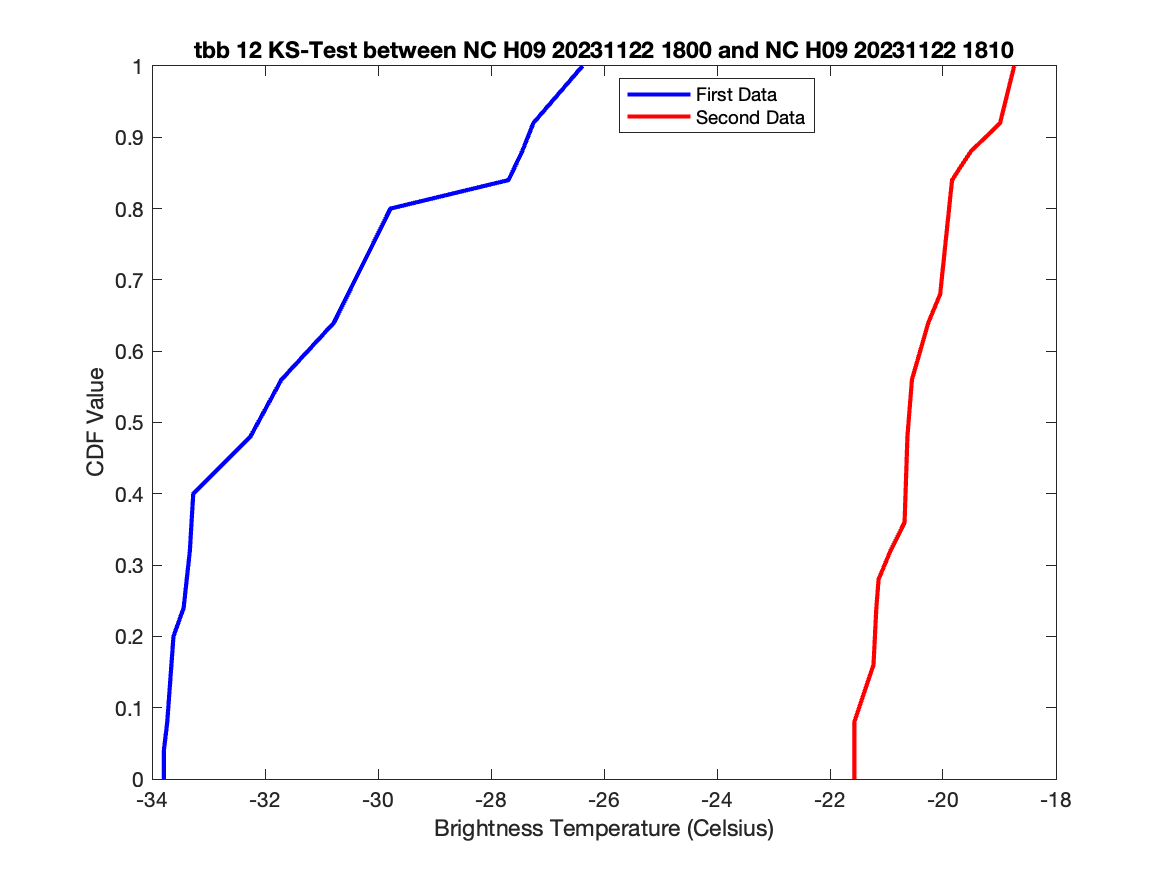 tbb 12 KS-Test between NC H09 20231122 1800 and NC H09 20231122 1810
First Data
Second Data
1
0.9
0.8
0.7
0.6
0.5
0.4
0.3
0.2
0.1
0
CDF Value
-34 -32 -30 -28 -26 -24 -22 -20 -18
Brightness Temperature (Celsius)